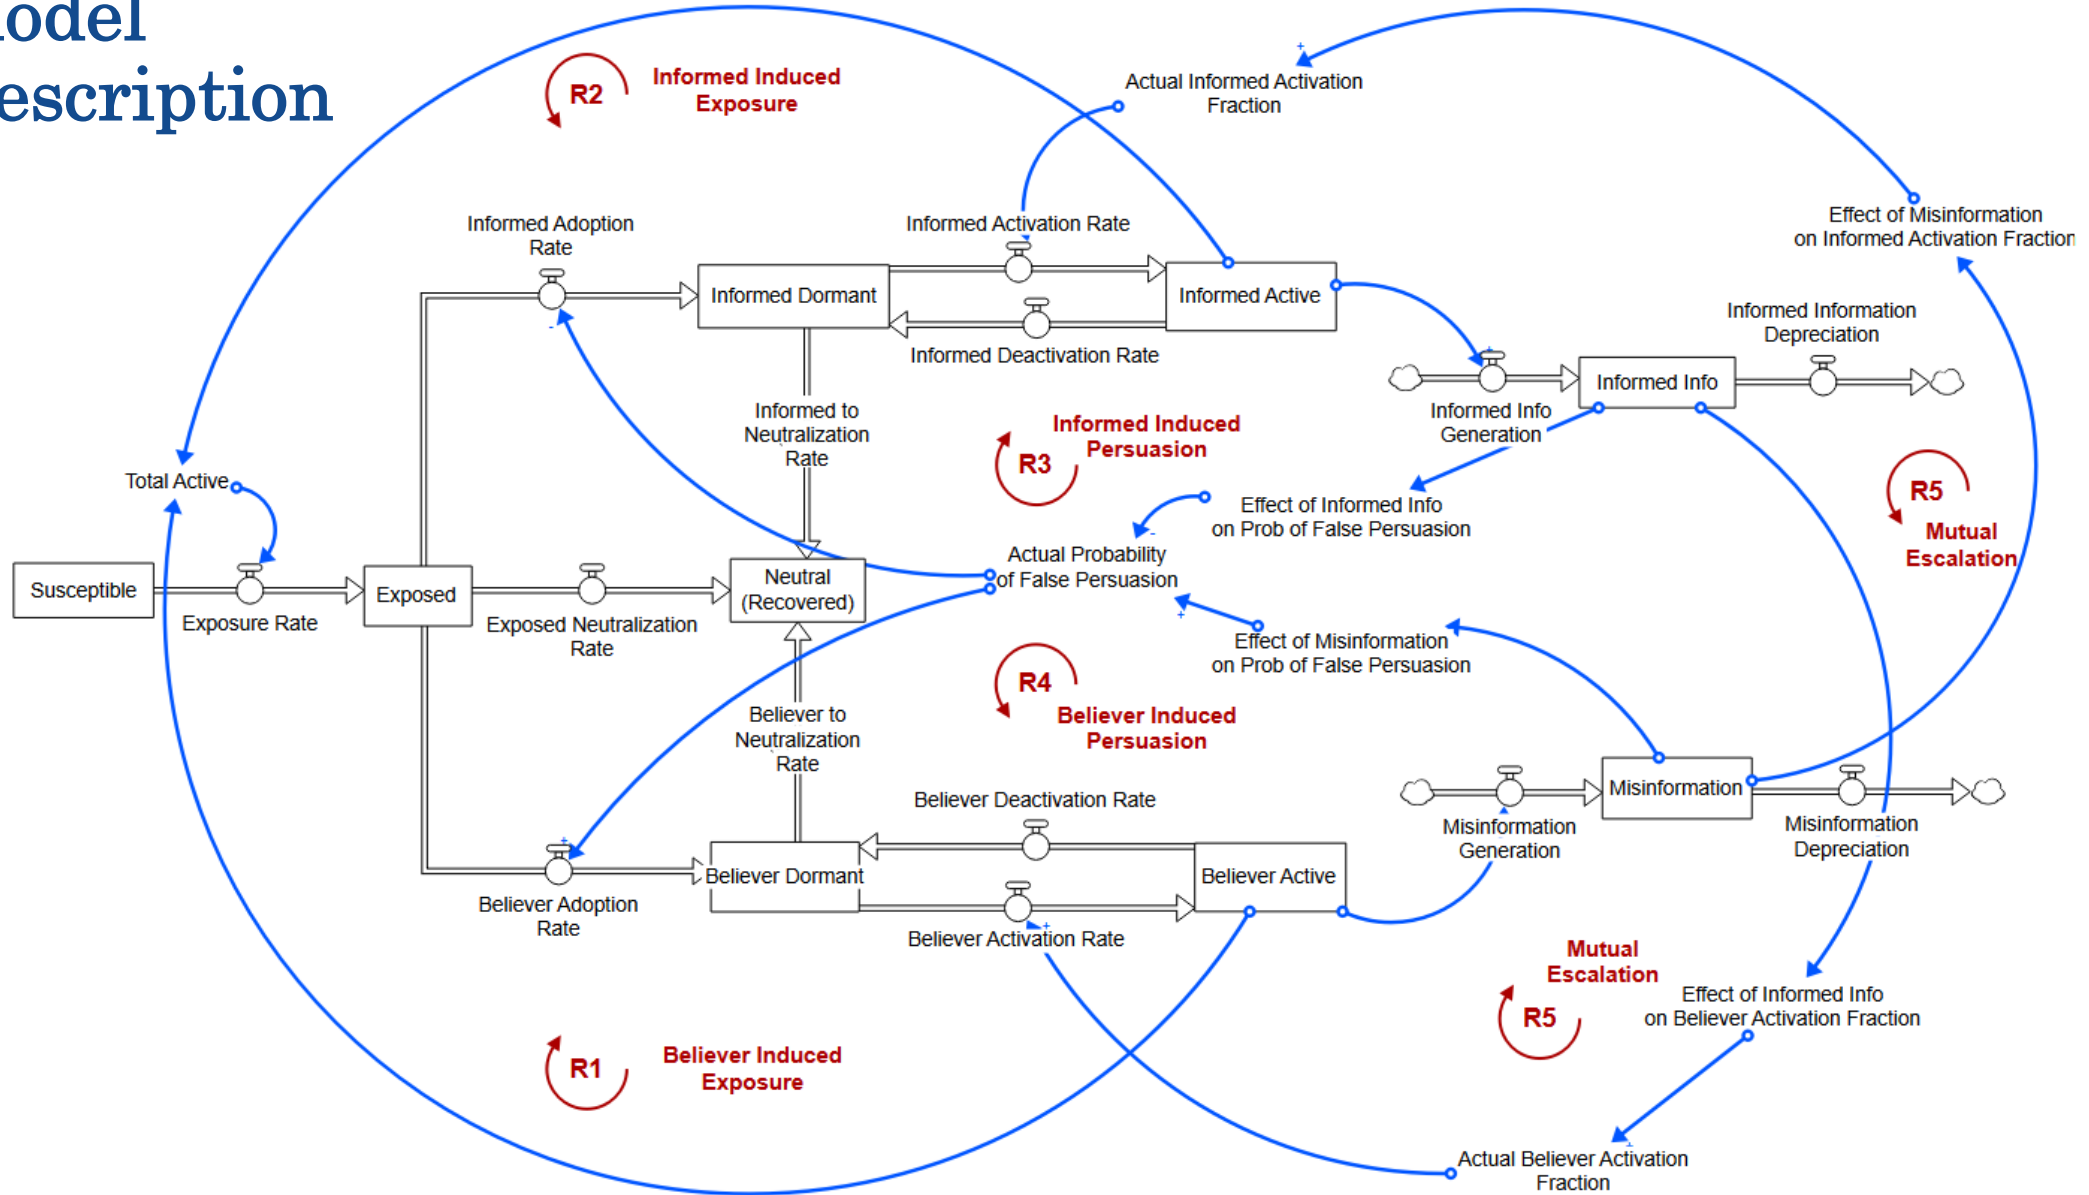 odel
escription
R2
Informed Induced
Exposure
Actual Informed Activation
Fraction
Effect of Misinformation
on Informed Activation Fraction
Informed Adoption
Rate
Informed Activation Rate
Informed Dormant
Informed Active
Informed Deactivation Rate
Informed Information
Depreciation
Informed Info
Informed Info
Generation
Informed to
Neutralization
Rate
R3
Informed Induced
Persuasion
R5
Mutual
Escalation
Total Active
Effect of Informed Info
on Prob of False Persuasion
Actual Probability
of False Persuasion
Susceptible
Exposure Rate
Exposed
Exposed Neutralization
Rate
Neutral
(Recovered)
Effect of Misinformation
on Prob of False Persuasion
R4
Believer Induced
Persuasion
Believer to
Neutralization
Rate
Believer Deactivation Rate
Misinformation
Misinformation
Generation
Misinformation
Depreciation
Believer Dormant
Believer Active
Believer Adoption
Rate
Believer Activation Rate
Mutual
Escalation
R5
Effect of Informed Info
on Believer Activation Fraction
R1
Believer Induced
Exposure
Actual Believer Activation
Fraction